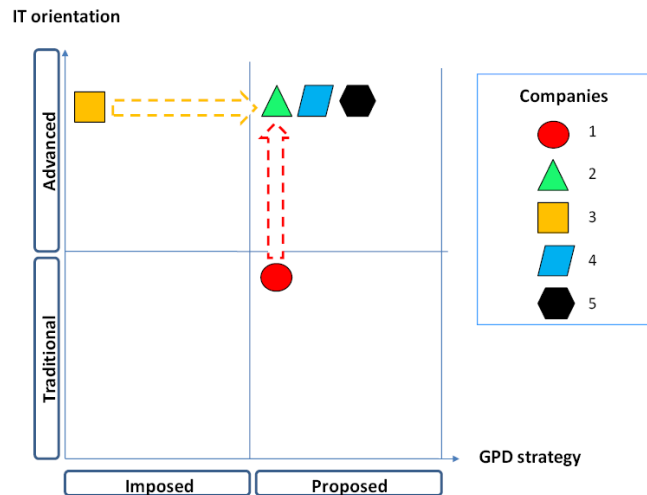 IT orientation
Advanced
Traditional
Imposed
Proposed
GPD strategy
Companies
1
2
3
4
5